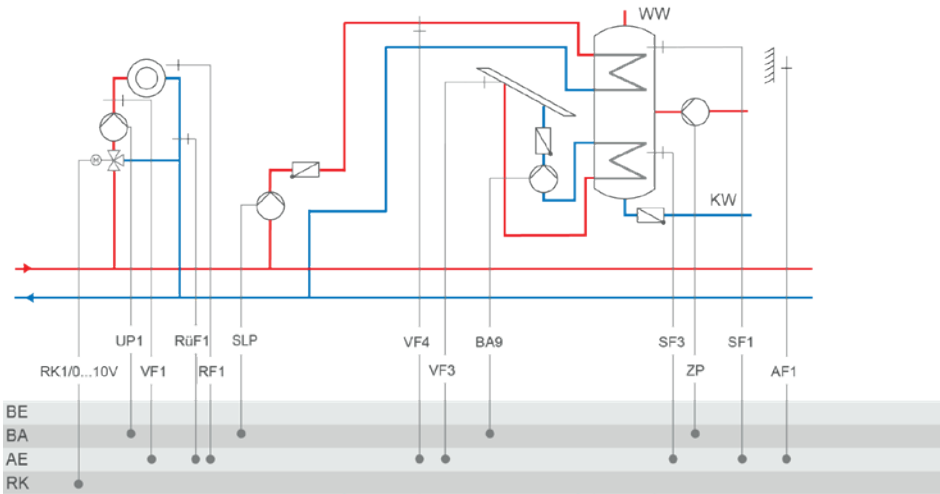 WW
KW
UP1 RüF1 SLP VF4 BA9 SF3 SF1
RK1/0...10V VF1 RF1 VF3 ZP AF1
BE
BA
AE
RK